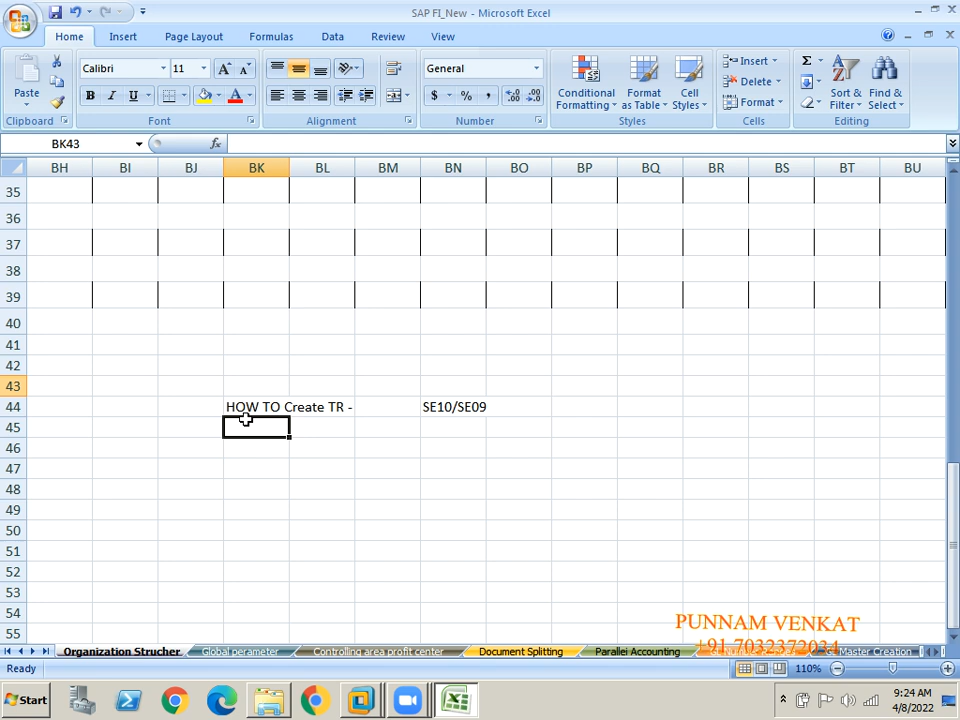 SAP FI_New - Microsoft Excel
Home Insert Page Layout Formulas Data Review View
Calibri 11 General
Paste
B I U A A A
$ % ,
Conditional Formatting Format as Table Cell Styles
Insert
Delete
Format
Sort & Filter Find & Select
Clipboard Font Alignment Number Styles Cells Editing
BK43 fx
BH BI BJ BK BL BM BN BO BP BQ BR BS BT BU
35
36
37
38
39
40
41
42
43
44 HOW TO Create TR - SE10/SE09
45
46
47
48
49
50
51
52
53
54
55
PUNNAM VENKAT
+91 7032372034
Organization Strucher Global perameter Controlling area profit center Document Splitting Parallel Accounting Master Creation
Ready 110%
Start 9:24 AM
4/8/2022